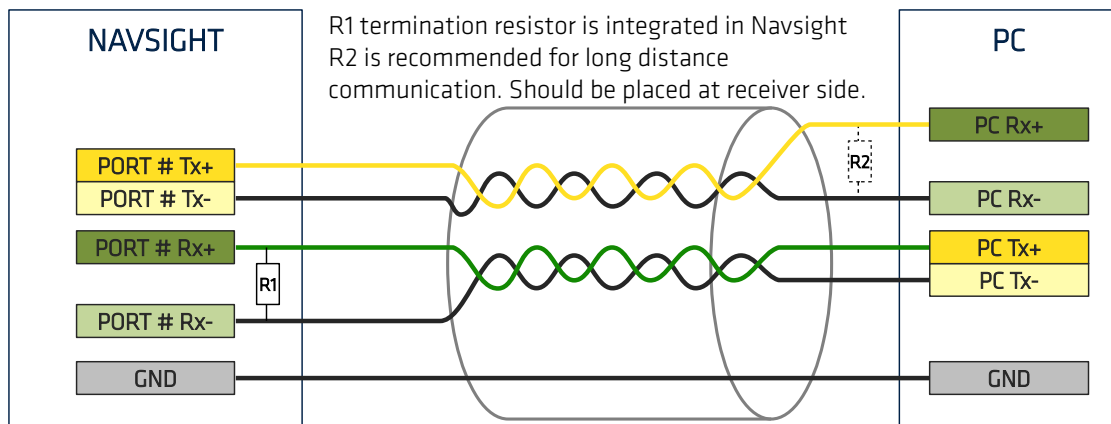 NAVSIGHT
R1 termination resistor is integrated in Navsight
R2 is recommended for long distance
communication. Should be placed at receiver side.
PC
PORT # Tx+
PORT # Tx-
PORT # Rx+
R1
PORT # Rx-
GND
R2
PC Rx+
PC Rx-
PC Tx+
PC Tx-
GND